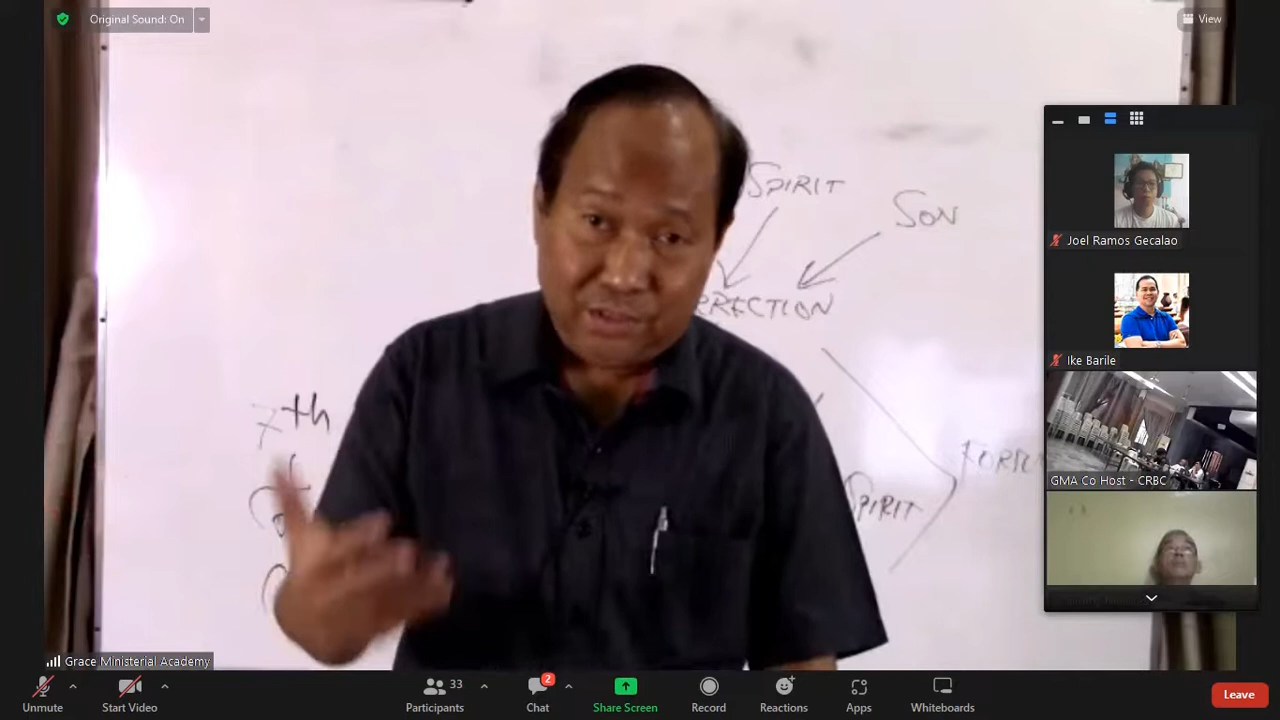 Original Sound: On
View
SPIRIT
SON
RRECTION
7th
SPIRIT
Joel Ramos Gecalao
Ike Barile
GMA Co Host - CRBC
Grace Ministerial Academy
Unmute
Start Video
Participants
33
Chat
2
Share Screen
Record
Reactions
Apps
Whiteboards
Leave